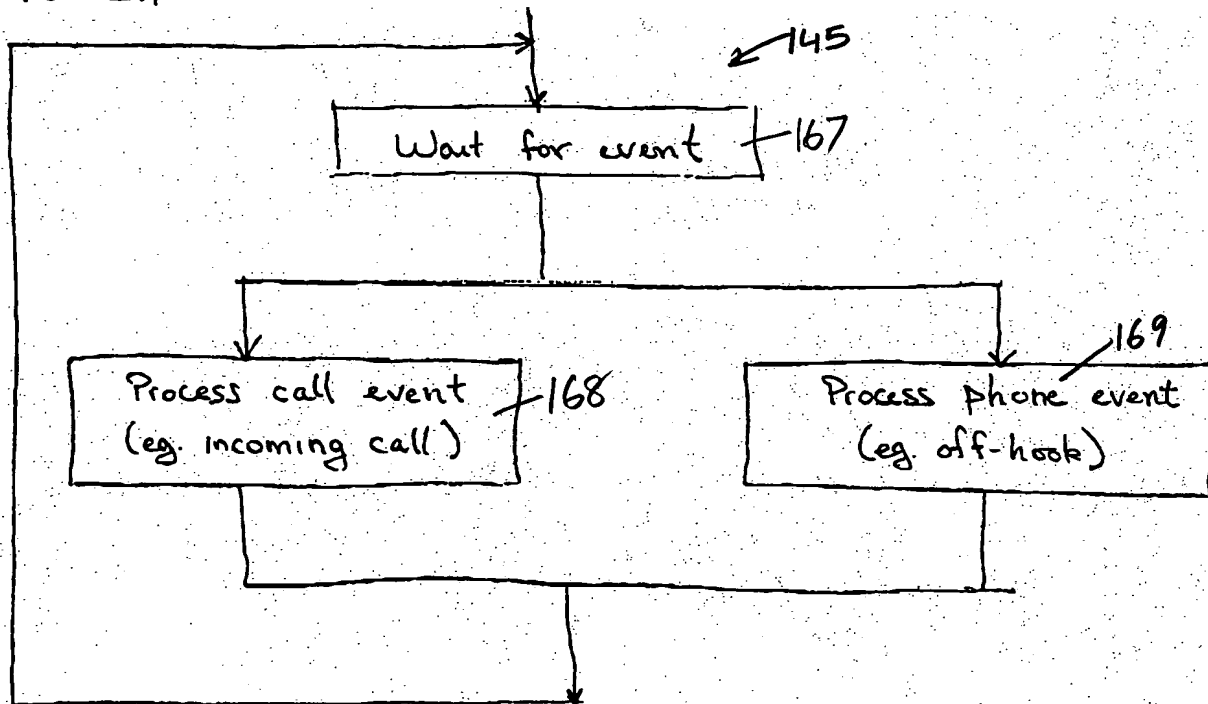 145
Wait for event
167
Process call event
(eg. incoming call)
168
169
Process phone event
(eg. off-hook)